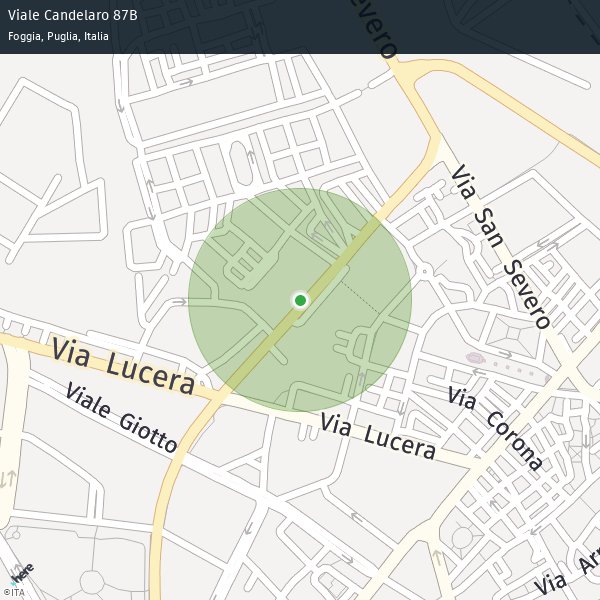 Viale Candelaro 87B
Foggia, Puglia, Italia
Severo
Via San Severo
Via Lucera
Viale Giotto
Via Lucera
Via Corona
Via Ar
here
©ITA